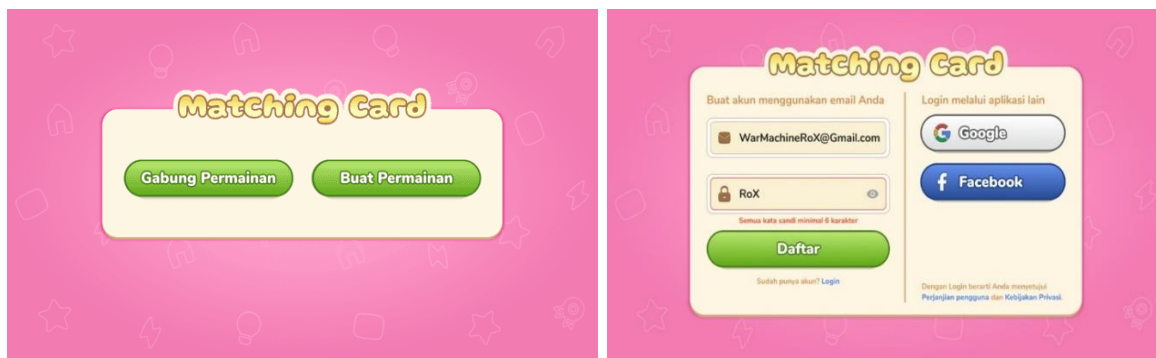 Matching Card
Gabung Permainan
Buat Permainan
Matching Card
Buat akun menggunakan email Anda
WarMachineRoX@Gmail.com
RoX
Semua kata sandi minimal 6 karakter
Daftar
Sudah punya akun? Login
Login melalui aplikasi lain
Google
Facebook
Dengan Login berarti Anda menyetujui
Perjanjian pengguna dan Kebijakan Privasi.